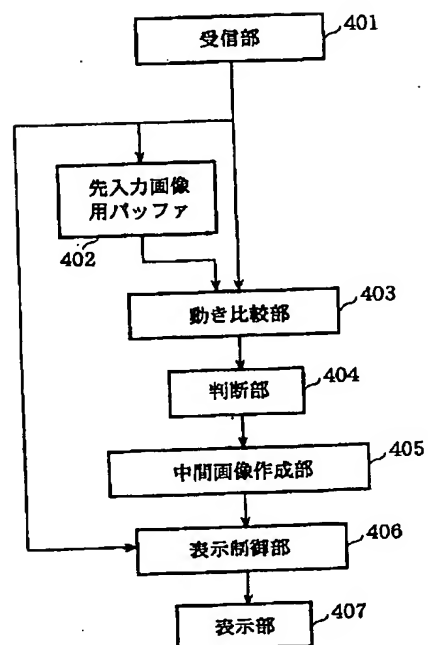 受信部
401
先入力画像
用バッファ
402
動き比較部
403
判断部
404
中間画像作成部
405
表示制御部
406
表示部
407